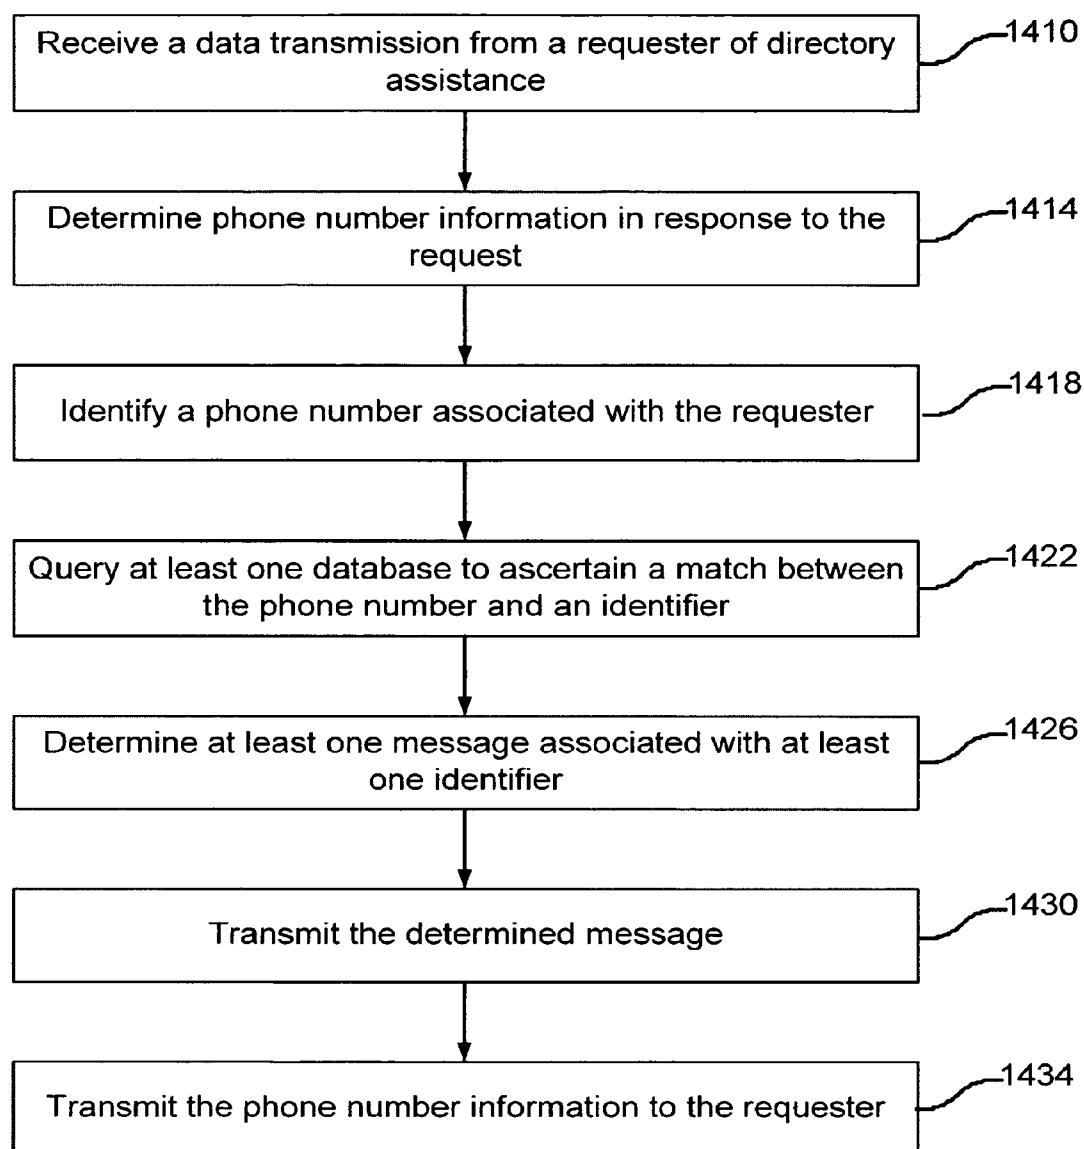 Receive a data transmission from a requester of directory
assistance
1410
Determine phone number information in response to the
request
1414
Identify a phone number associated with the requester
1418
Query at least one database to ascertain a match between
the phone number and an identifier
1422
Determine at least one message associated with at least
one identifier
1426
Transmit the determined message
1430
Transmit the phone number information to the requester
1434